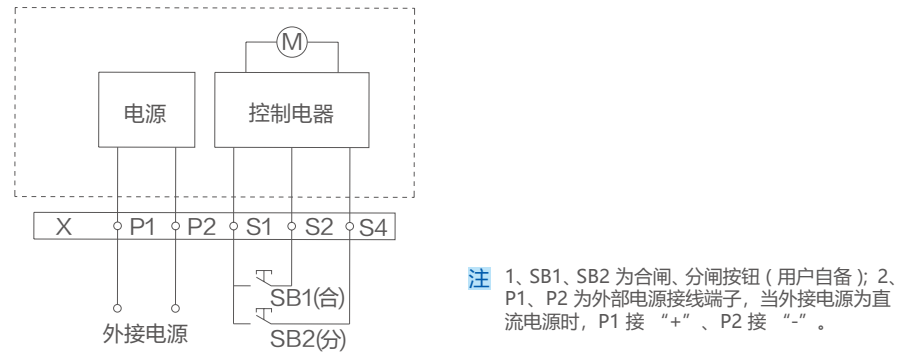 M
电源
控制电器
X P1 P2 S1 S2 S4
SB1(合)
外接电源
SB2(分)
注 1、SB1、SB2 为合闸、分闸按钮 ( 用户自备 ); 2、
P1、P2 为外部电源接线端子，当外接电源为直
流电源时，P1 接 “+” 、P2 接 “-” 。